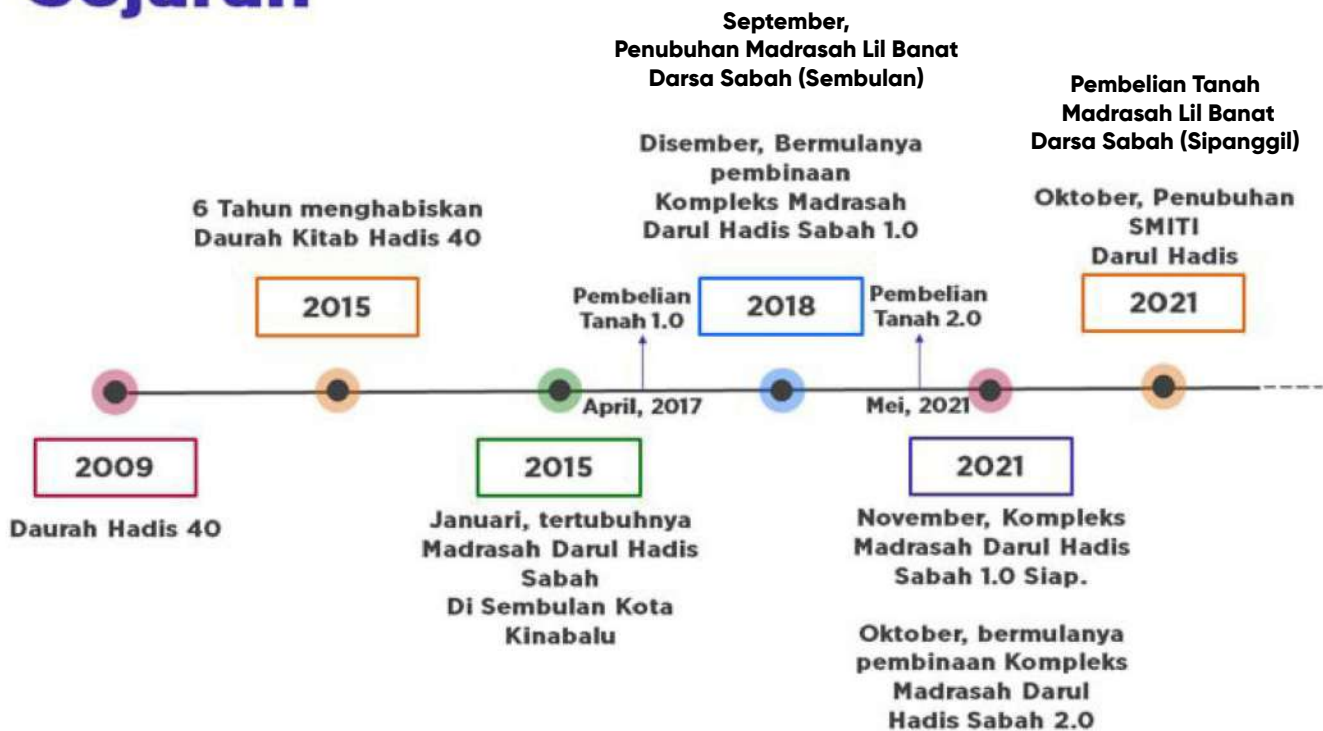 Sejarah
September,
Penubuhan Madrasah Lil Banat
Darsa Sabah (Sembulan)
Disember, Bermulanya
pembinaan
Kompleks Madrasah
Darul Hadis Sabah 1.0
Pembelian Tanah
Madrasah Lil Banat
Darsa Sabah (Sipanggil)
Oktober, Penubuhan
SMITI
Darul Hadis
6 Tahun menghabiskan
Daurah Kitab Hadis 40
2015
Pembelian
Tanah 1.0
2018
Pembelian
Tanah 2.0
2021
April, 2017
Mei, 2021
2009
Daurah Hadis 40
2015
Januari, tertubuhnya
Madrasah Darul Hadis
Sabah
Di Sembulan Kota
Kinabalu
2021
November, Kompleks
Madrasah Darul Hadis
Sabah 1.0 Siap.
Oktober, bermulanya
pembinaan Kompleks
Madrasah Darul
Hadis Sabah 2.0